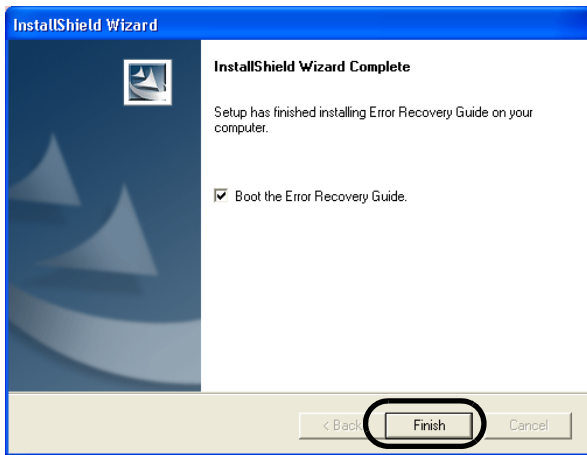 InstallShield Wizard
InstallShield Wizard Complete
Setup has finished installing Error Recovery Guide on your
computer.
Boot the Error Recovery Guide.
< Back
Finish
Cancel